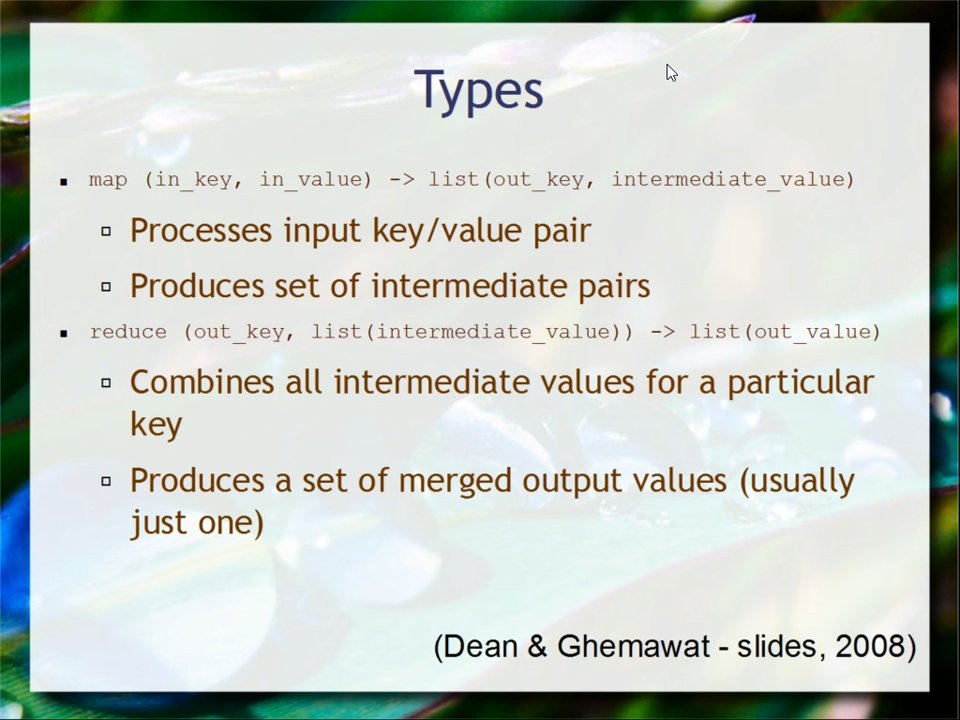 Types
map (in_key, in_value) -> list(out_key, intermediate_value)
Processes input key/value pair
Produces set of intermediate pairs
reduce (out_key, list(intermediate_value)) -> list(out_value)
Combines all intermediate values for a particular
key
Produces a set of merged output values (usually
just one)
(Dean & Ghemawat - slides, 2008)